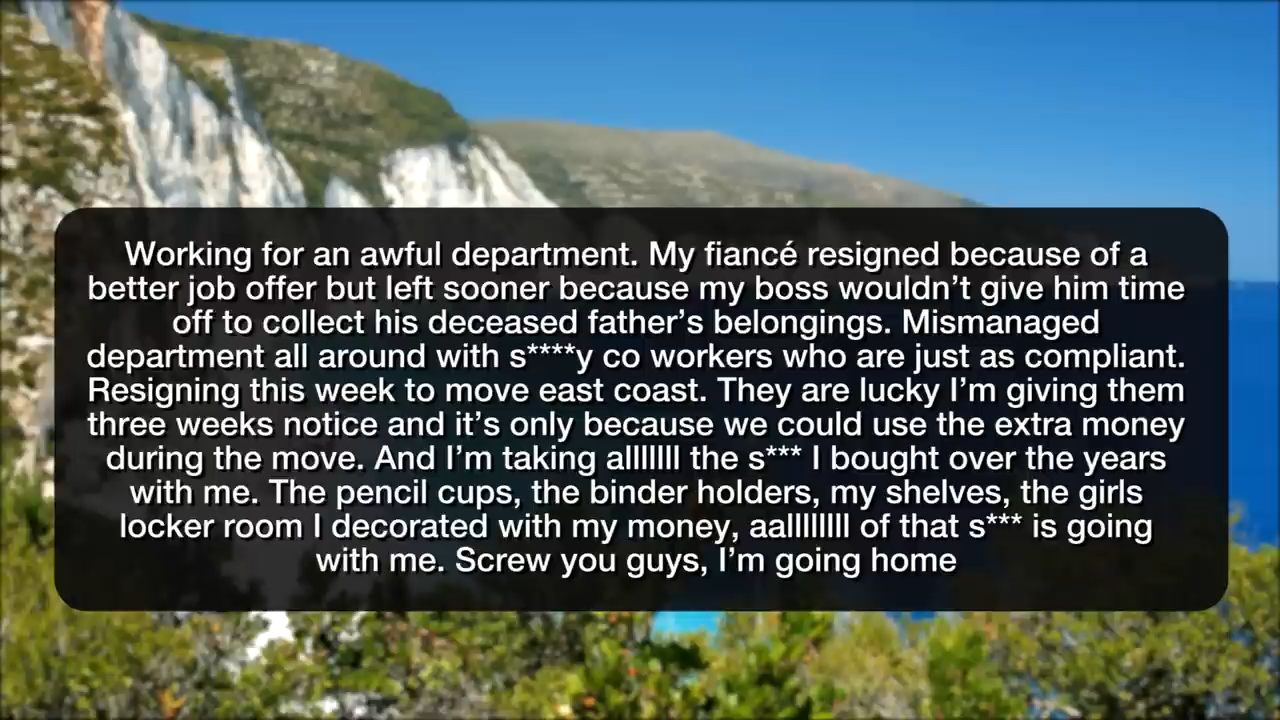 Working for an awful department. My fiancé resigned because of a
better job offer but left sooner because my boss wouldn’t give him time
off to collect his deceased father’s belongings. Mismanaged
department all around with s****y co workers who are just as compliant.
Resigning this week to move east coast. They are lucky I’m giving them
three weeks notice and it’s only because we could use the extra money
during the move. And I’m taking alllllll the s*** I bought over the years
with me. The pencil cups, the binder holders, my shelves, the girls
locker room I decorated with my money, aallllllll of that s*** is going
with me. Screw you guys, I’m going home